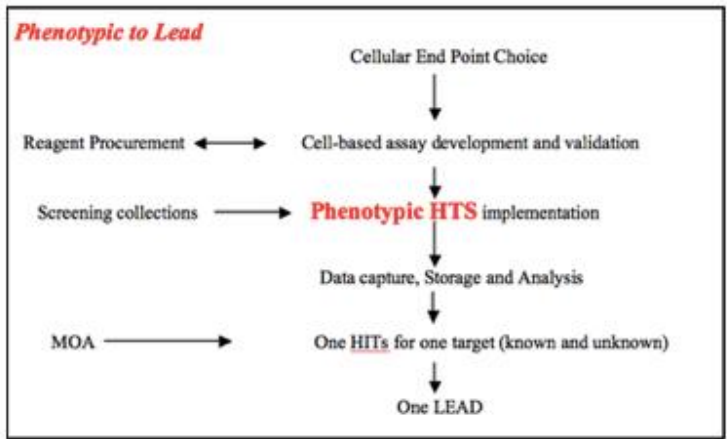 Phenotypic to Lead
Cellular End Point Choice
Reagent Procurement
Cell-based assay development and validation
Screening collections
Phenotypic HTS implementation
Data capture, Storage and Analysis
MOA
One HITs for one target (known and unknown)
One LEAD